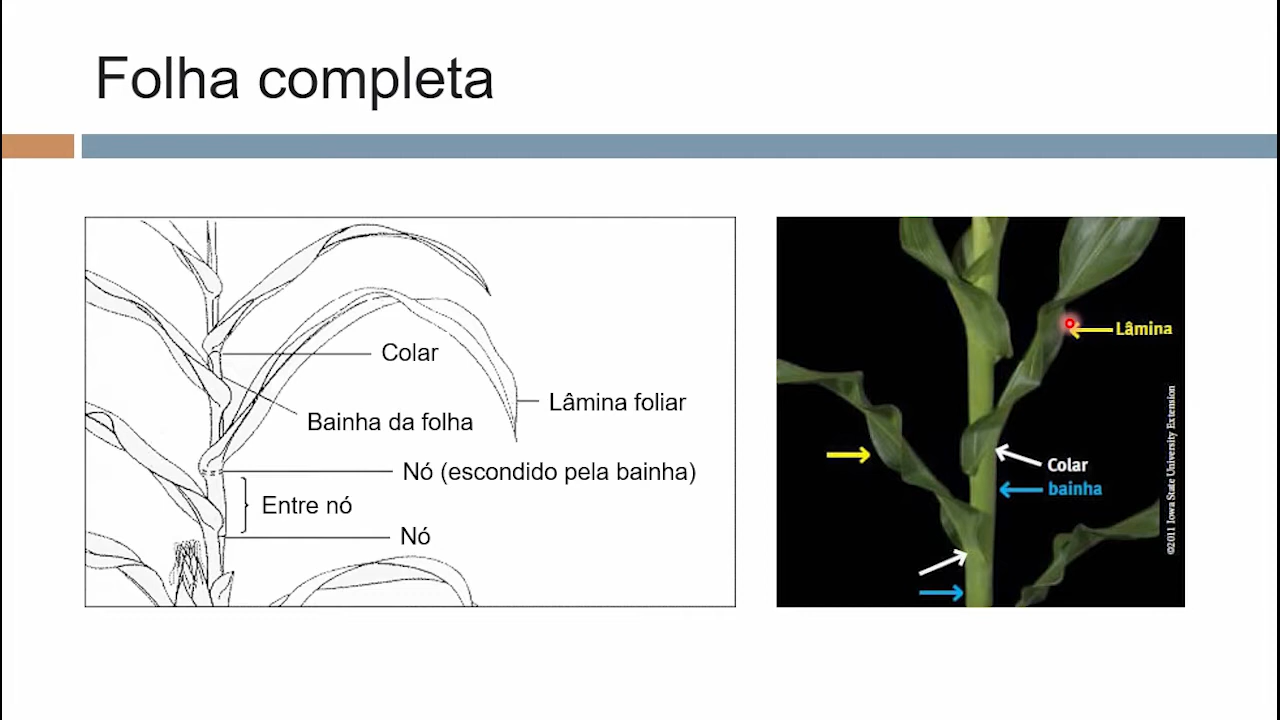 Folha completa
Colar
Bainha da folha
Lâmina foliar
Nó (escondido pela bainha)
Entre nó
Nó
Lâmina
Colar
bainha
©2011 Iowa State University Extension